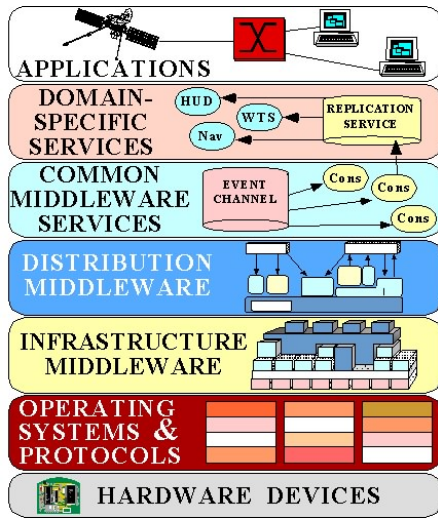 APPLICATIONS
DOMAIN-
SPECIFIC
SERVICES
HUD
WTS
Nav
REPLICATION
SERVICE
COMMON
MIDDLEWARE
SERVICES
EVENT
CHANNEL
Cons
Cons
Cons
DISTRIBUTION
MIDDLEWARE
INFRASTRUCTURE
MIDDLEWARE
OPERATING
SYSTEMS &
PROTOCOLS
HARDWARE DEVICES